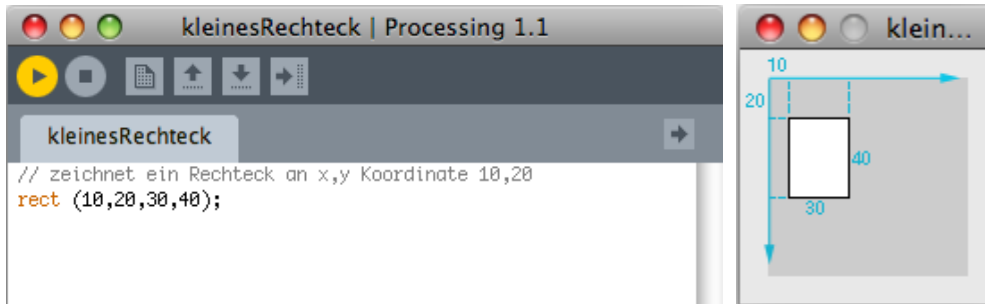 kleinesRechteck | Processing 1.1
kleinesRechteck
// zeichnet ein Rechteck an x,y Koordinate 10,20
rect (10,20,30,40);
klein...
10
20
40
30